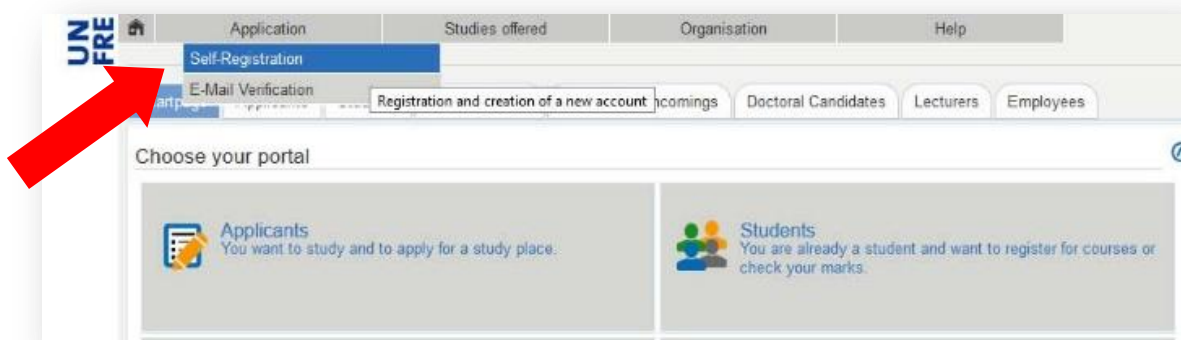 UN
FRE
Application Studies offered Organisation Help
Self-Registration
E-Mail Verification
Registration and creation of a new account
Doctoral Candidates Lecturers Employees
Choose your portal
Applicants
You want to study and to apply for a study place.
Students
You are already a student and want to register for courses or
check your marks.